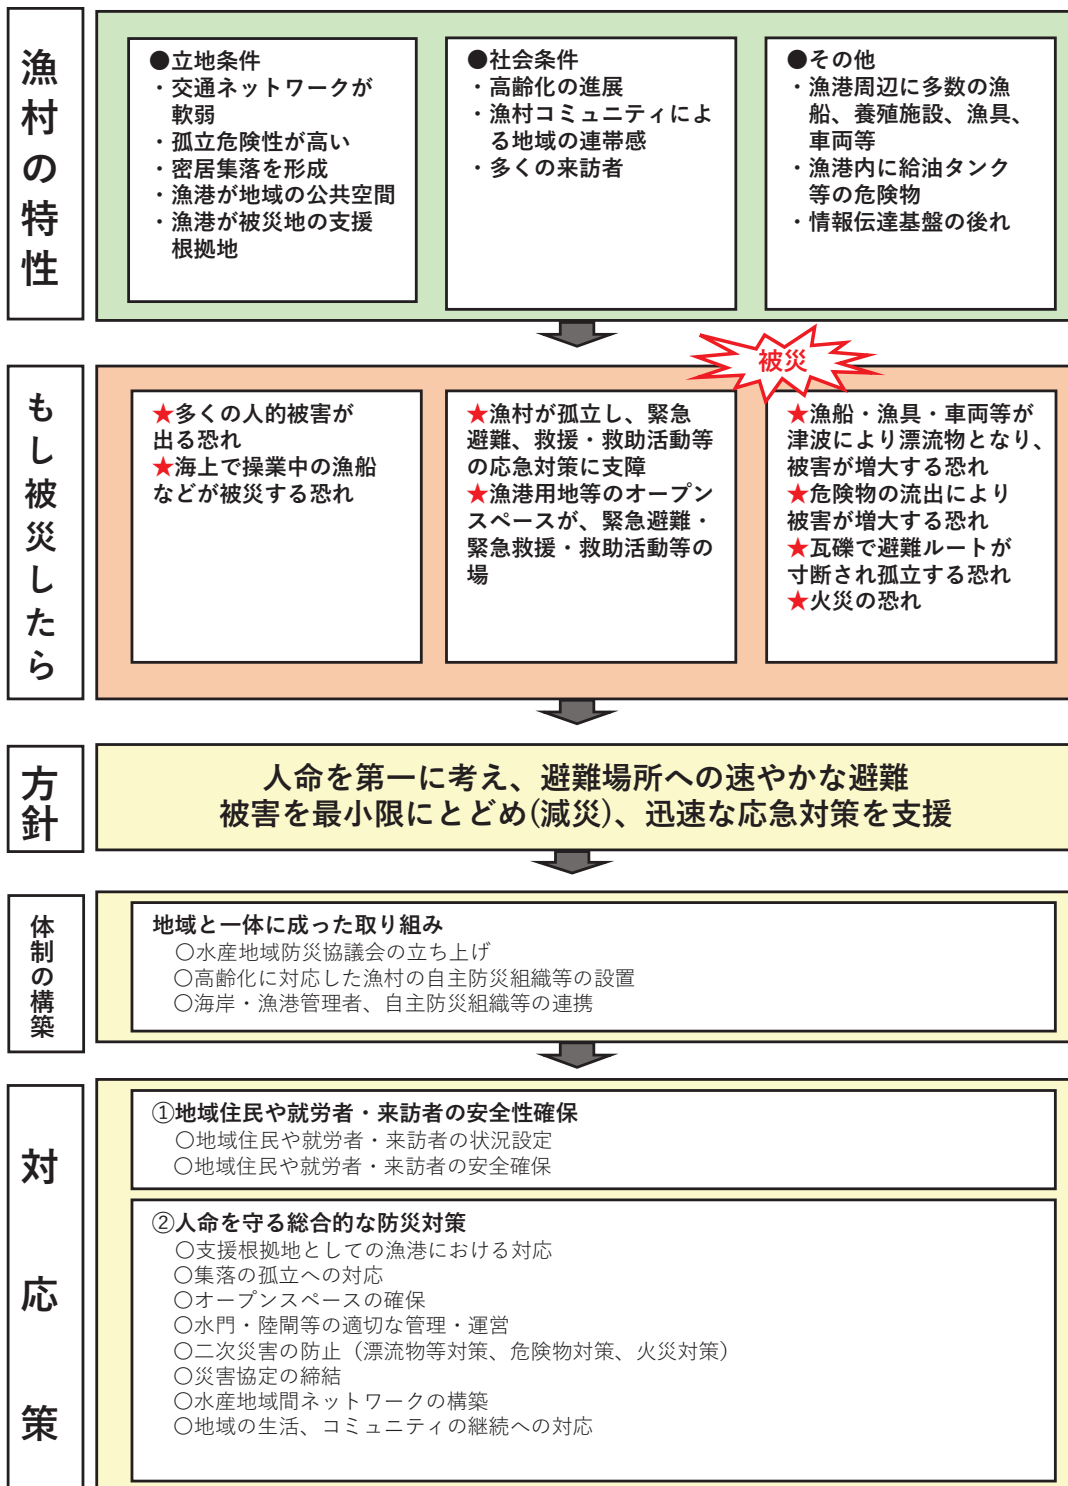 漁村の特性
●立地条件
・交通ネットワークが
軟弱
・孤立危険性が高い
・密居集落を形成
・漁港が地域の公共空間
・漁港が被災地の支援
根拠地
●社会条件
・高齢化の進展
・漁村コミュニティによ
る地域の連帯感
・多くの来訪者
●その他
・漁港周辺に多数の漁
船、養殖施設、漁具、
車両等
・漁港内に給油タンク
等の危険物
・情報伝達基盤の後れ
被災
もし被災したら
★多くの人的被害が
出る恐れ
★海上で操業中の漁船
などが被災する恐れ
★漁村が孤立し、緊急
避難、救援・救助活動等
の応急対策に支障
★漁港用地等のオープン
スペースが、緊急避難・
緊急救援・救助活動等の
場
★漁船・漁具・車両等が
津波により漂流物となり、
被害が増大する恐れ
★危険物の流出により
被害が増大する恐れ
★瓦礫で避難ルートが
寸断され孤立する恐れ
★火災の恐れ
方針
人命を第一に考え、避難場所への速やかな避難
被害を最小限にとどめ(減災)、迅速な応急対策を支援
体制の構築
地域と一体に成った取り組み
○水産地域防災協議会の立ち上げ
○高齢化に対応した漁村の自主防災組織等の設置
○海岸・漁港管理者、自主防災組織等の連携
対応策
①地域住民や就労者・来訪者の安全性確保
○地域住民や就労者・来訪者の状況設定
○地域住民や就労者・来訪者の安全確保
②人命を守る総合的な防災対策
○支援根拠地としての漁港における対応
○集落の孤立への対応
○オープンスペースの確保
○水門・陸閘等の適切な管理・運営
○二次災害の防止（漂流物等対策、危険物対策、火災対策）
○災害協定の締結
○水産地域間ネットワークの構築
○地域の生活、コミュニティの継続への対応